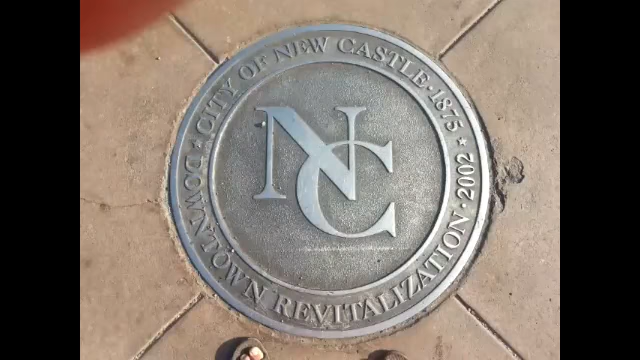 CITY OF NEW CASTLE · 1875
DOWNTOWN REVITALIZATION · 2002
NC